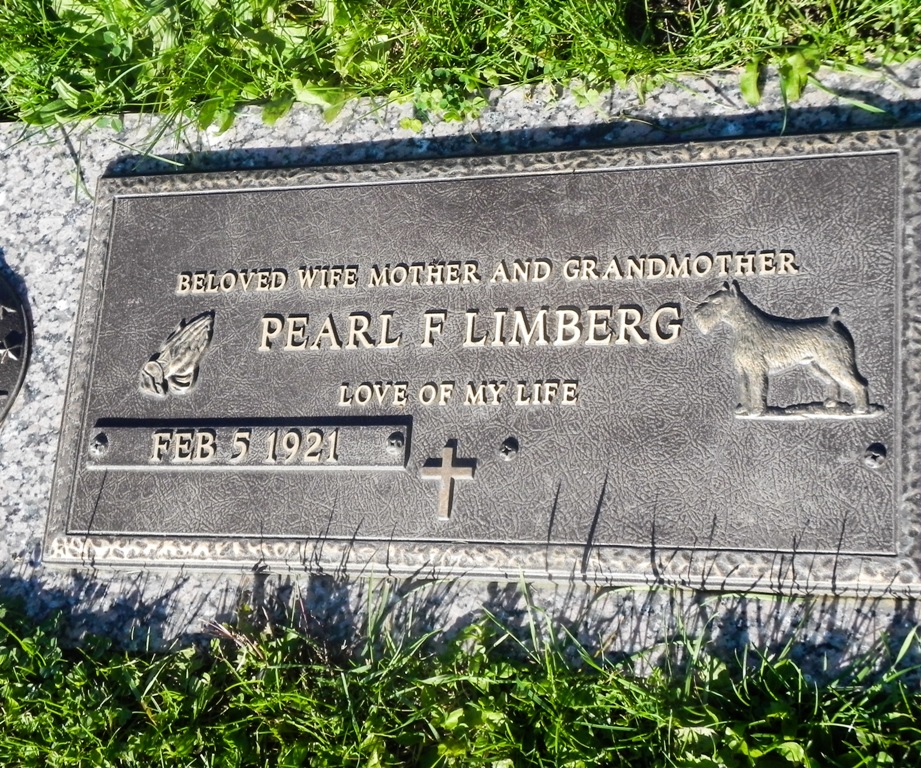 BELOVED WIFE MOTHER AND GRANDMOTHER
PEARL F LIMBERG
LOVE OF MY LIFE
FEB 5 1921